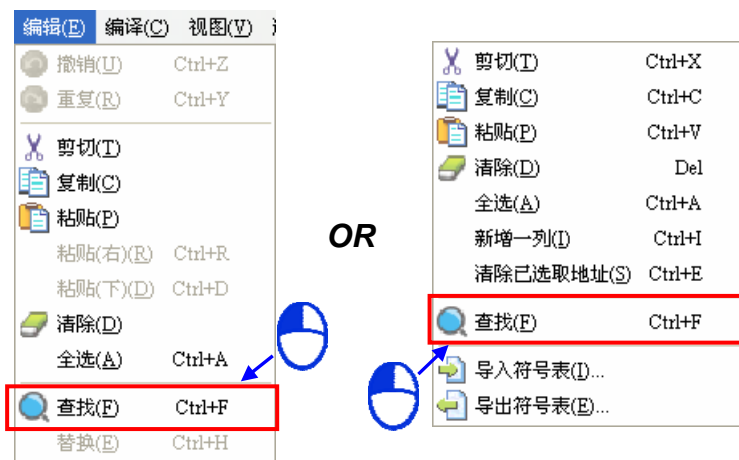 编辑(E) 编译(C) 视图(V)
撤销(U) Ctrl+Z
重复(R) Ctrl+Y
剪切(T)
复制(C)
粘贴(P)
粘贴(右)(R) Ctrl+R
粘贴(下)(D) Ctrl+D
清除(D)
全选(A) Ctrl+A
查找(F) Ctrl+F
替换(E) Ctrl+H
OR
剪切(T) Ctrl+X
复制(C) Ctrl+C
粘贴(P) Ctrl+V
清除(D) Del
全选(A) Ctrl+A
新增一列(I) Ctrl+I
清除已选取地址(S) Ctrl+E
查找(F) Ctrl+F
导入符号表(I)...
导出符号表(E)...